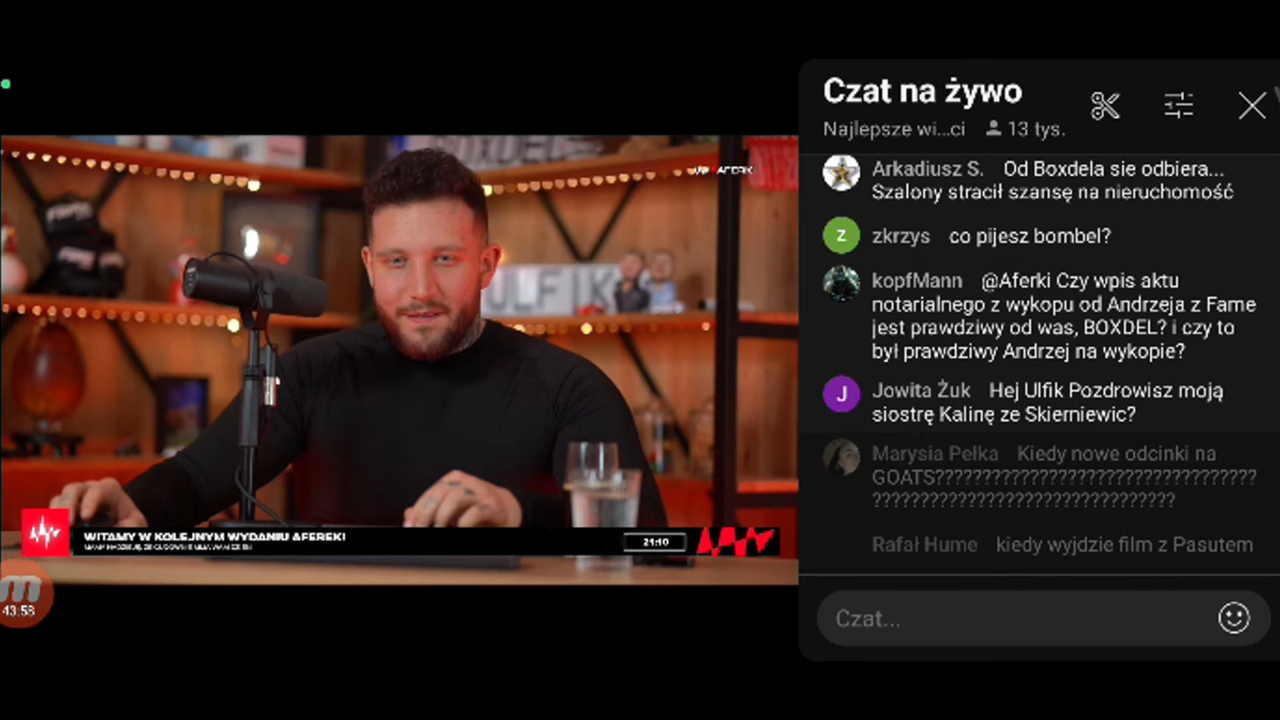 Czat na żywo
Najlepsze wi...ci 13 tys.
Arkadiusz S. Od Boxdela sie odbiera...
Szalony stracił szansę na nieruchomość
Z
zkrzys co pijesz bombel?
kopfMann @Aferki Czy wpis aktu
notarialnego z wykopu od Andrzeja z Fame
jest prawdziwy od was, BOXDEL? i czy to
był prawdziwy Andrzej na wykopie?
J
Jowita Żuk Hej Ulfik Pozdrowisz moją
siostrę Kalinę ze Skierniewic?
Marysia Pełka Kiedy nowe odcinki na
GOATS??????????????????????????????????
????????????????????????????????
Rafał Hume kiedy wyjdzie film z Pasutem
Czat...
BOXDEL
AFERKI
ULFIK
WITAMY W KOLEJNYM WYDANIU AFEREK!
21:10
m
43:58